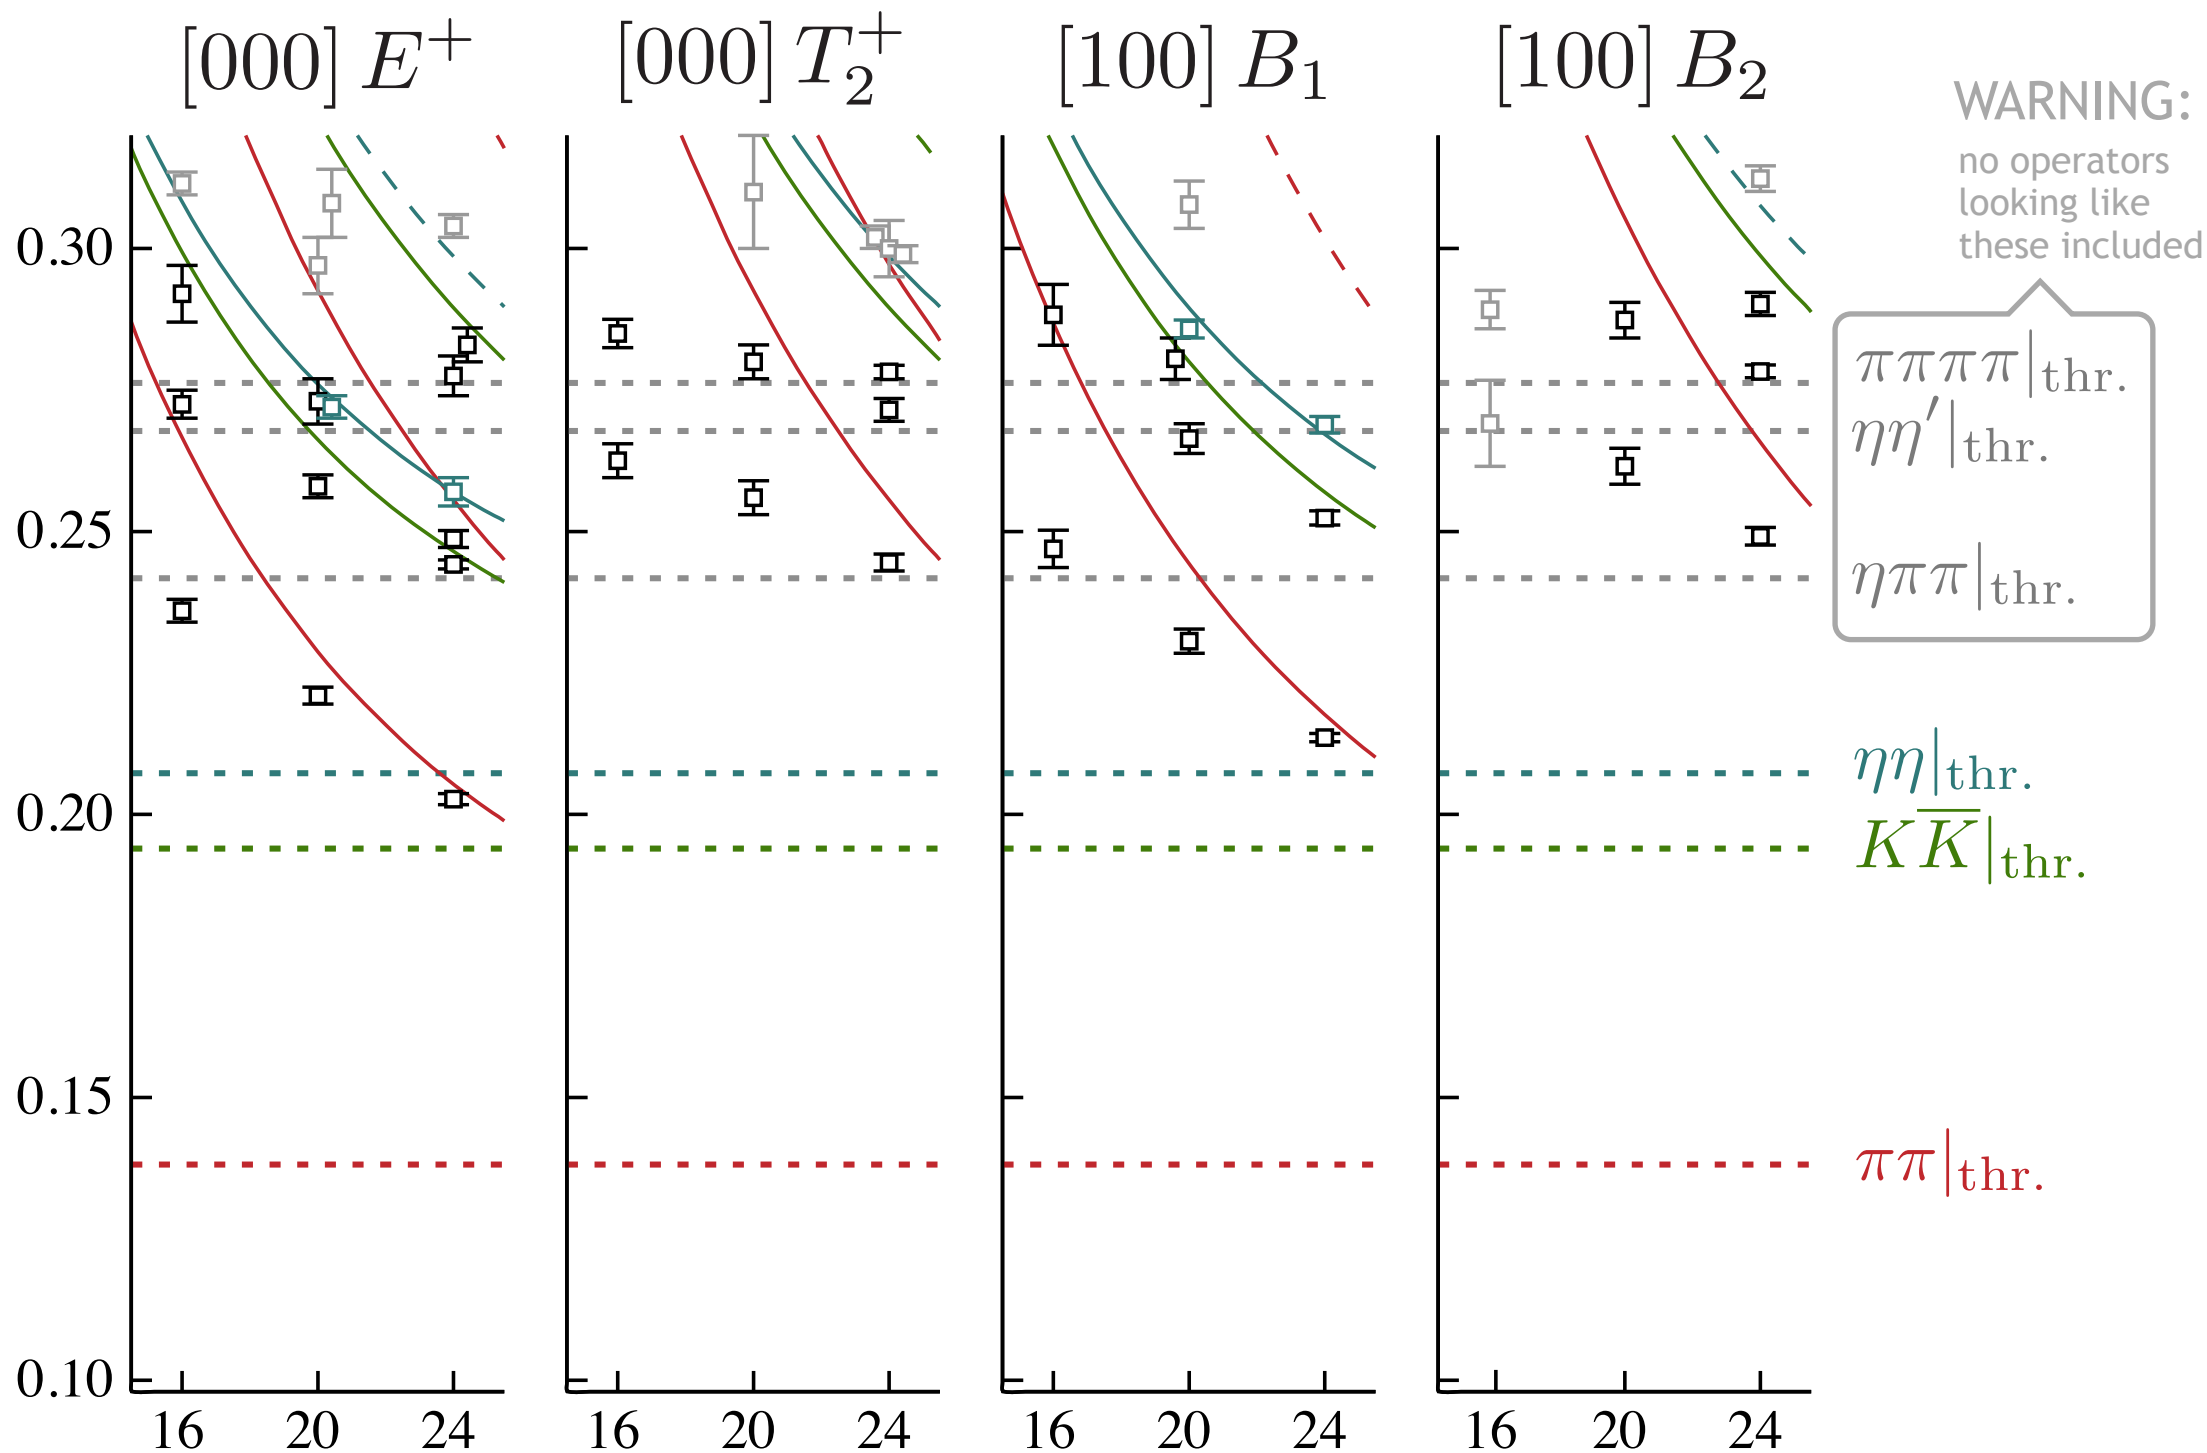 [000] E⁺ [000] T₂⁺ [100] B₁ [100] B₂
WARNING:
no operators
looking like
these included
0.30
ππππ|thr.
ηη′|thr.
0.25
ηππ|thr.
ηη|thr.
0.20
KK̅|thr.
0.15
ππ|thr.
0.10
16 20 24 16 20 24 16 20 24 16 20 24